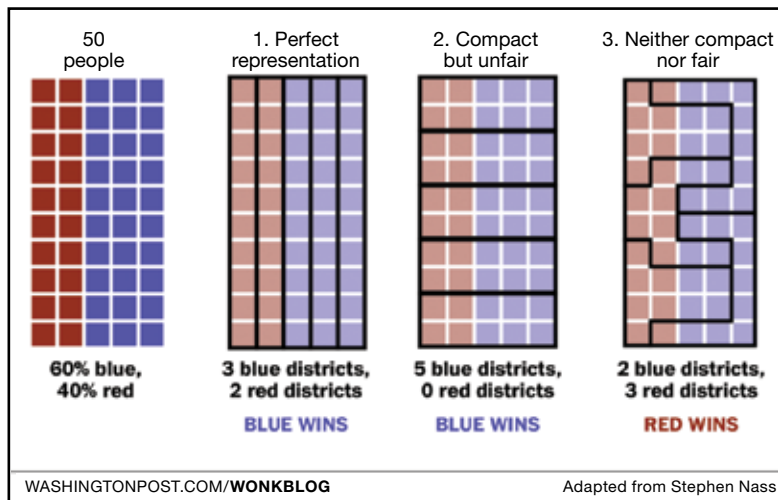 50
people
1. Perfect
representation
2. Compact
but unfair
3. Neither compact
nor fair
60% blue,
40% red
3 blue districts,
2 red districts
BLUE WINS
5 blue districts,
0 red districts
BLUE WINS
2 blue districts,
3 red districts
RED WINS
WASHINGTONPOST.COM/WONKBLOG
Adapted from Stephen Nass